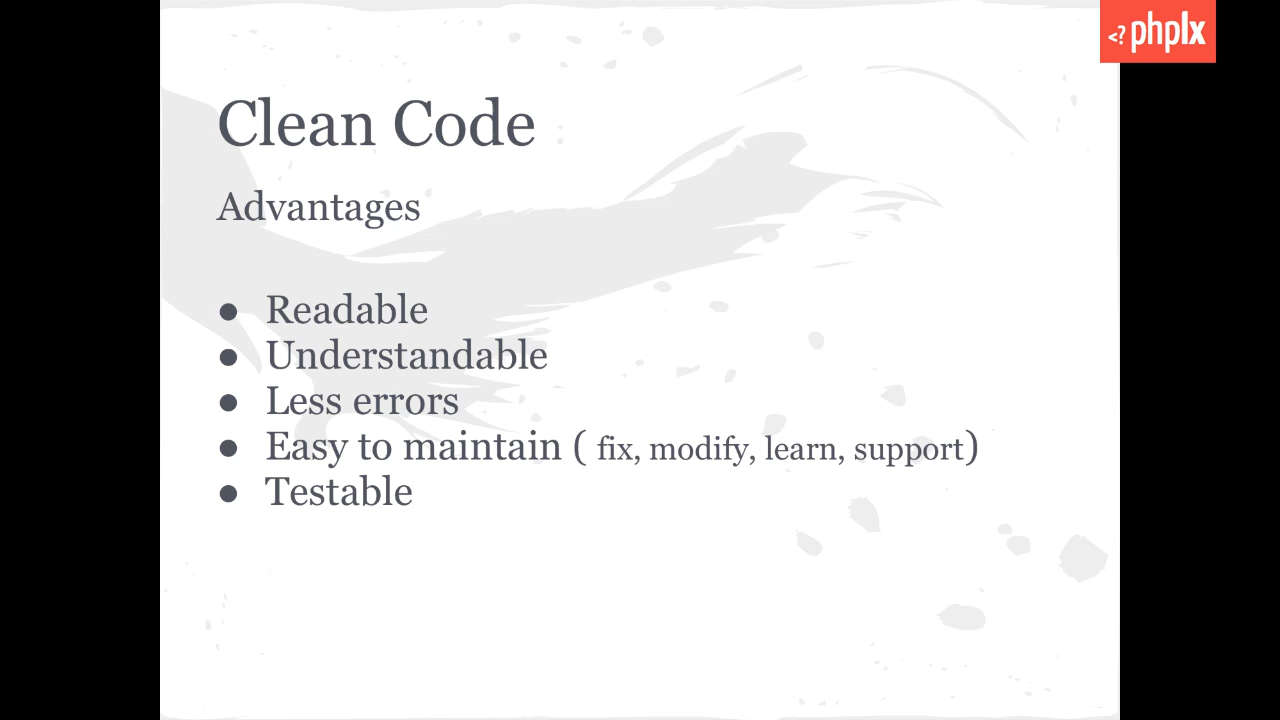 <? phplx
Clean Code
Advantages
● Readable
● Understandable
● Less errors
● Easy to maintain ( fix, modify, learn, support)
● Testable